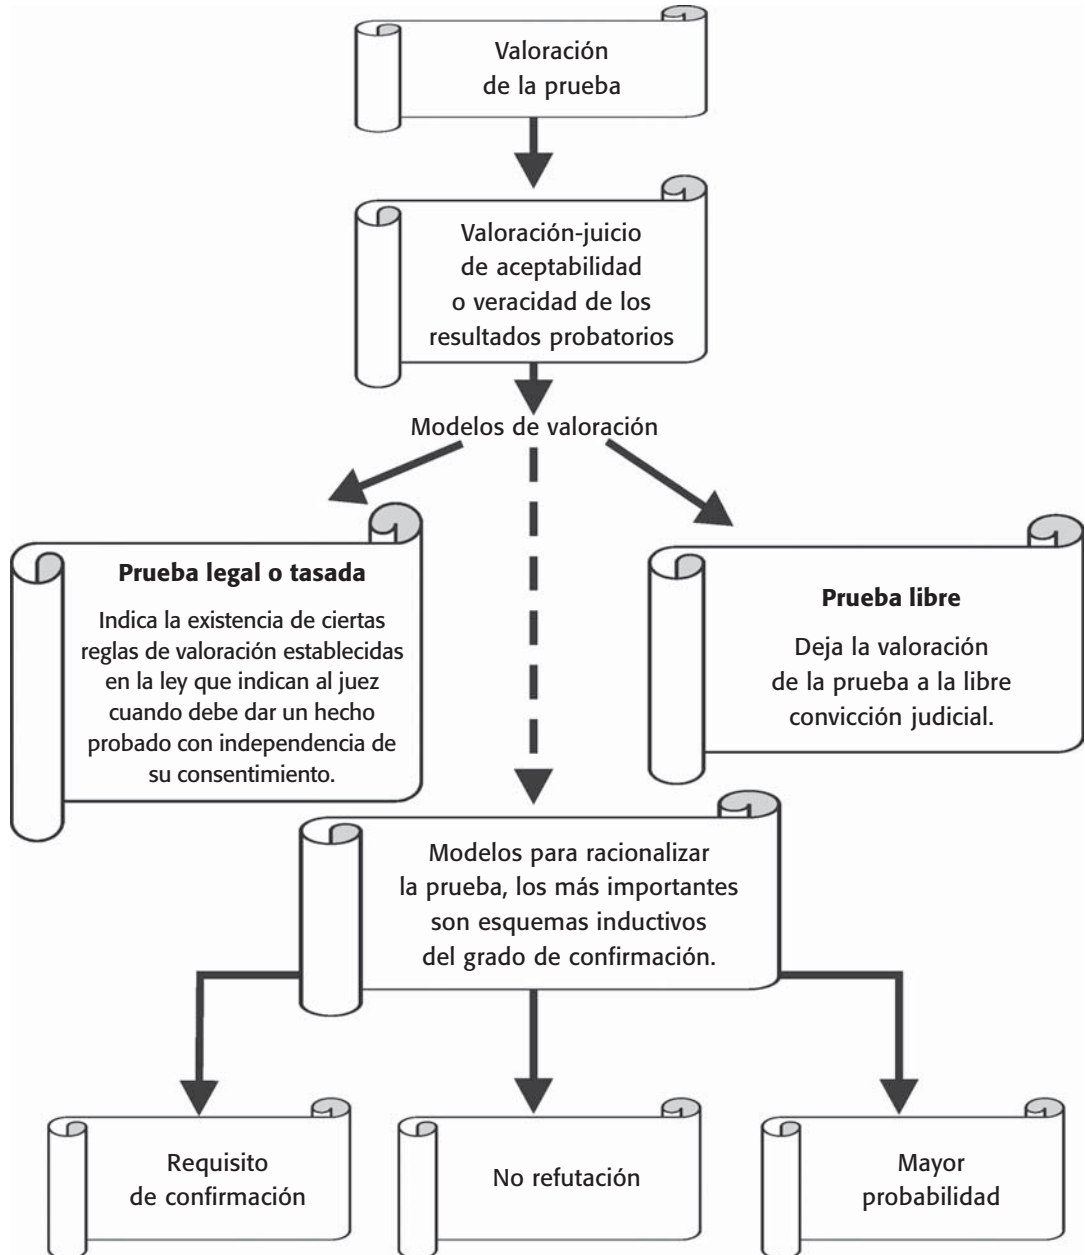 Valoración
de la prueba
Valoración-juicio
de aceptabilidad
o veracidad de los
resultados probatorios
Modelos de valoración
Prueba legal o tasada
Indica la existencia de ciertas
reglas de valoración establecidas
en la ley que indican al juez
cuando debe dar un hecho
probado con independencia de
su consentimiento.
Prueba libre
Deja la valoración
de la prueba a la libre
convicción judicial.
Modelos para racionalizar
la prueba, los más importantes
son esquemas inductivos
del grado de confirmación.
Requisito
de confirmación
No refutación
Mayor
probabilidad